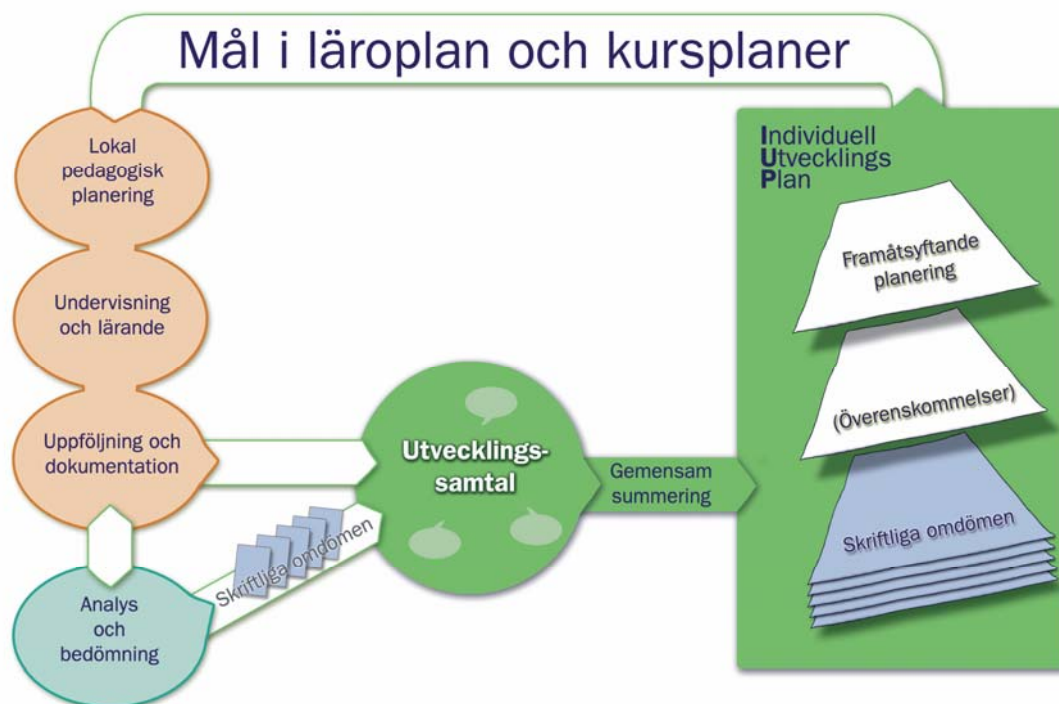 Mål i läroplan och kursplaner
Lokal
pedagogisk
planering
Undervisning
och lärande
Uppföljning och
dokumentation
Analys
och
bedömning
Skriftliga omdömen
Utvecklings-
samtal
Gemensam
summering
Individuell
Utvecklings
Plan
Framåtsyftande
planering
(Överenskommelser)
Skriftliga omdömen